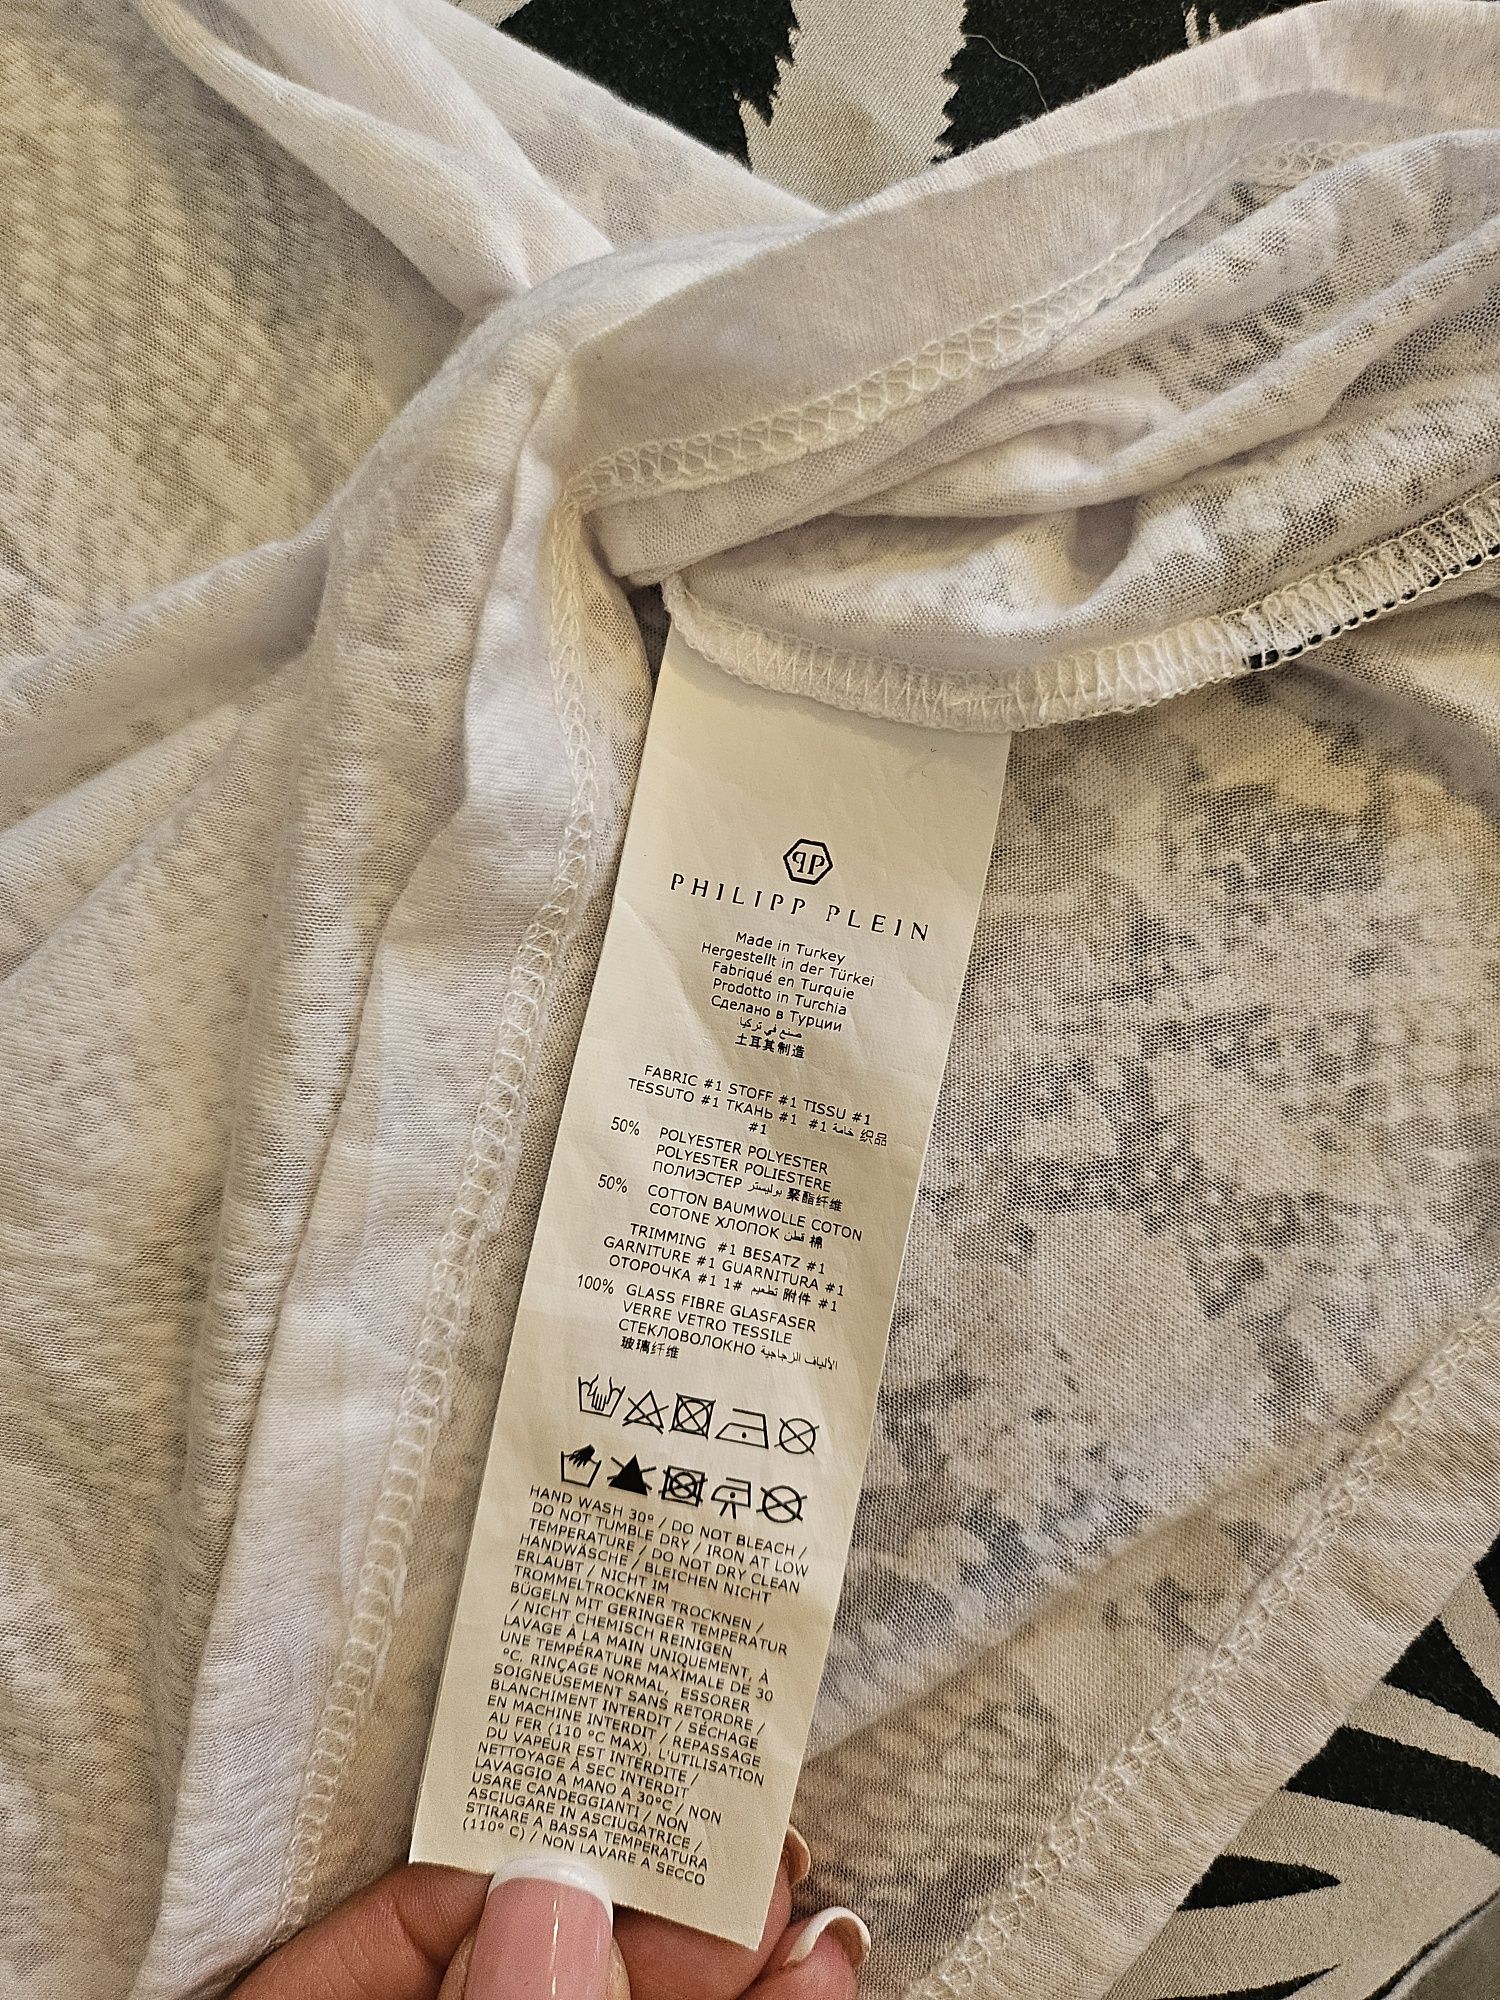 PHILIPP PLEIN
Made in Turkey
Hergestellt in der Türkei
Fabriqué en Turquie
Prodotto in Turchia
Сделано в Турции
صنع في تركيا
土耳其制造
FABRIC #1 STOFF #1 TISSU #1
TESSUTO #1 ТКАНЬ #1 #1 خامة 织品
#1
50% POLYESTER POLYESTER
POLYESTER POLIESTERE
ПОЛИЭСТЕР بوليستر 聚酯纤维
50% COTTON BAUMWOLLE COTON
COTONE ХЛОПОК قطن 棉
TRIMMING #1 BESATZ #1
GARNITURE #1 GUARNITURA #1
ОТОРОЧКА #1 1# تطعيم 附件 #1
100% GLASS FIBRE GLASFASER
VERRE VETRO TESSILE
СТЕКЛОВОЛОКНО الألياف الزجاجية
玻璃纤维
HAND WASH 30° / DO NOT BLEACH /
DO NOT TUMBLE DRY / IRON AT LOW
TEMPERATURE / DO NOT DRY CLEAN
HANDWÄSCHE / BLEICHEN NICHT
ERLAUBT / NICHT IM
TROMMELTROCKNER TROCKNEN /
BÜGELN MIT GERINGER TEMPERATUR
/ NICHT CHEMISCH REINIGEN
LAVAGE À LA MAIN UNIQUEMENT, À
UNE TEMPÉRATURE MAXIMALE DE 30
°C, RINÇAGE NORMAL, ESSORER
SOIGNEUSEMENT SANS RETORDRE /
BLANCHIMENT INTERDIT / SÉCHAGE
EN MACHINE INTERDIT / REPASSAGE
AU FER (110 °C MAX). L'UTILISATION
DU VAPEUR EST INTERDITE /
NETTOYAGE À SEC INTERDIT
LAVAGGIO A MANO A 30°C / NON
USARE CANDEGGIANTI / NON
ASCIUGARE IN ASCIUGATRICE /
STIRARE A BASSA TEMPERATURA
(110° C) / NON LAVARE A SECCO